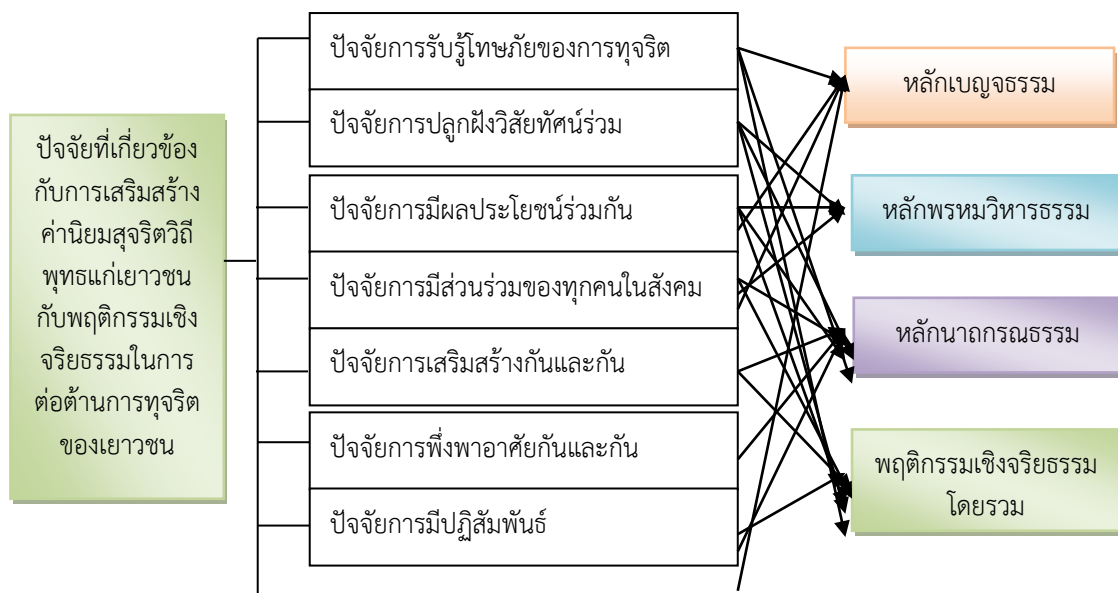 ปัจจัยที่เกี่ยวข้อง
กับการเสริมสร้าง
ค่านิยมสุจริตวิถี
พุทธแก่เยาวชน
กับพฤติกรรมเชิง
จริยธรรมในการ
ต่อต้านการทุจริต
ของเยาวชน
ปัจจัยการรับรู้โทษภัยของการทุจริต
ปัจจัยการปลูกฝังวิสัยทัศน์ร่วม
ปัจจัยการมีผลประโยชน์ร่วมกัน
ปัจจัยการมีส่วนร่วมของทุกคนในสังคม
ปัจจัยการเสริมสร้างกันและกัน
ปัจจัยการพึ่งพาอาศัยกันและกัน
ปัจจัยการมีปฏิสัมพันธ์
หลักเบญจธรรม
หลักพรหมวิหารธรรม
หลักนาถกรณธรรม
พฤติกรรมเชิงจริยธรรม
โดยรวม